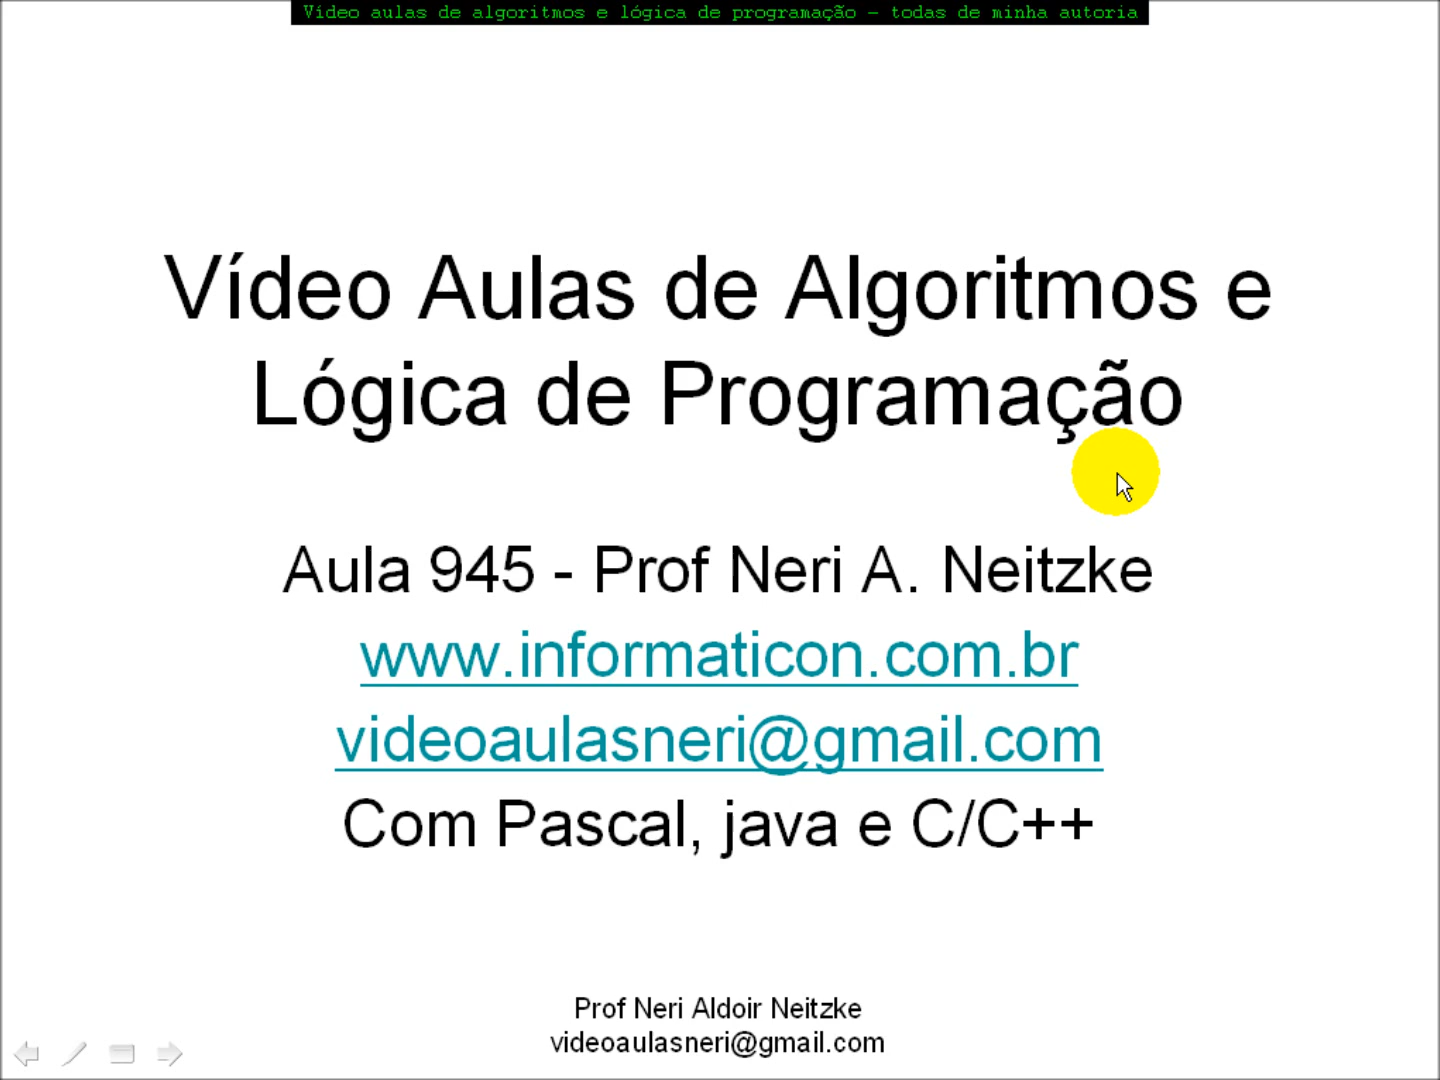 Vídeo aulas de algoritmos e lógica de programação - todas de minha autoria
Vídeo Aulas de Algoritmos e
Lógica de Programação
Aula 945 - Prof Neri A. Neitzke
www.informaticon.com.br
videoaulasneri@gmail.com
Com Pascal, java e C/C++
Prof Neri Aldoir Neitzke
videoaulasneri@gmail.com